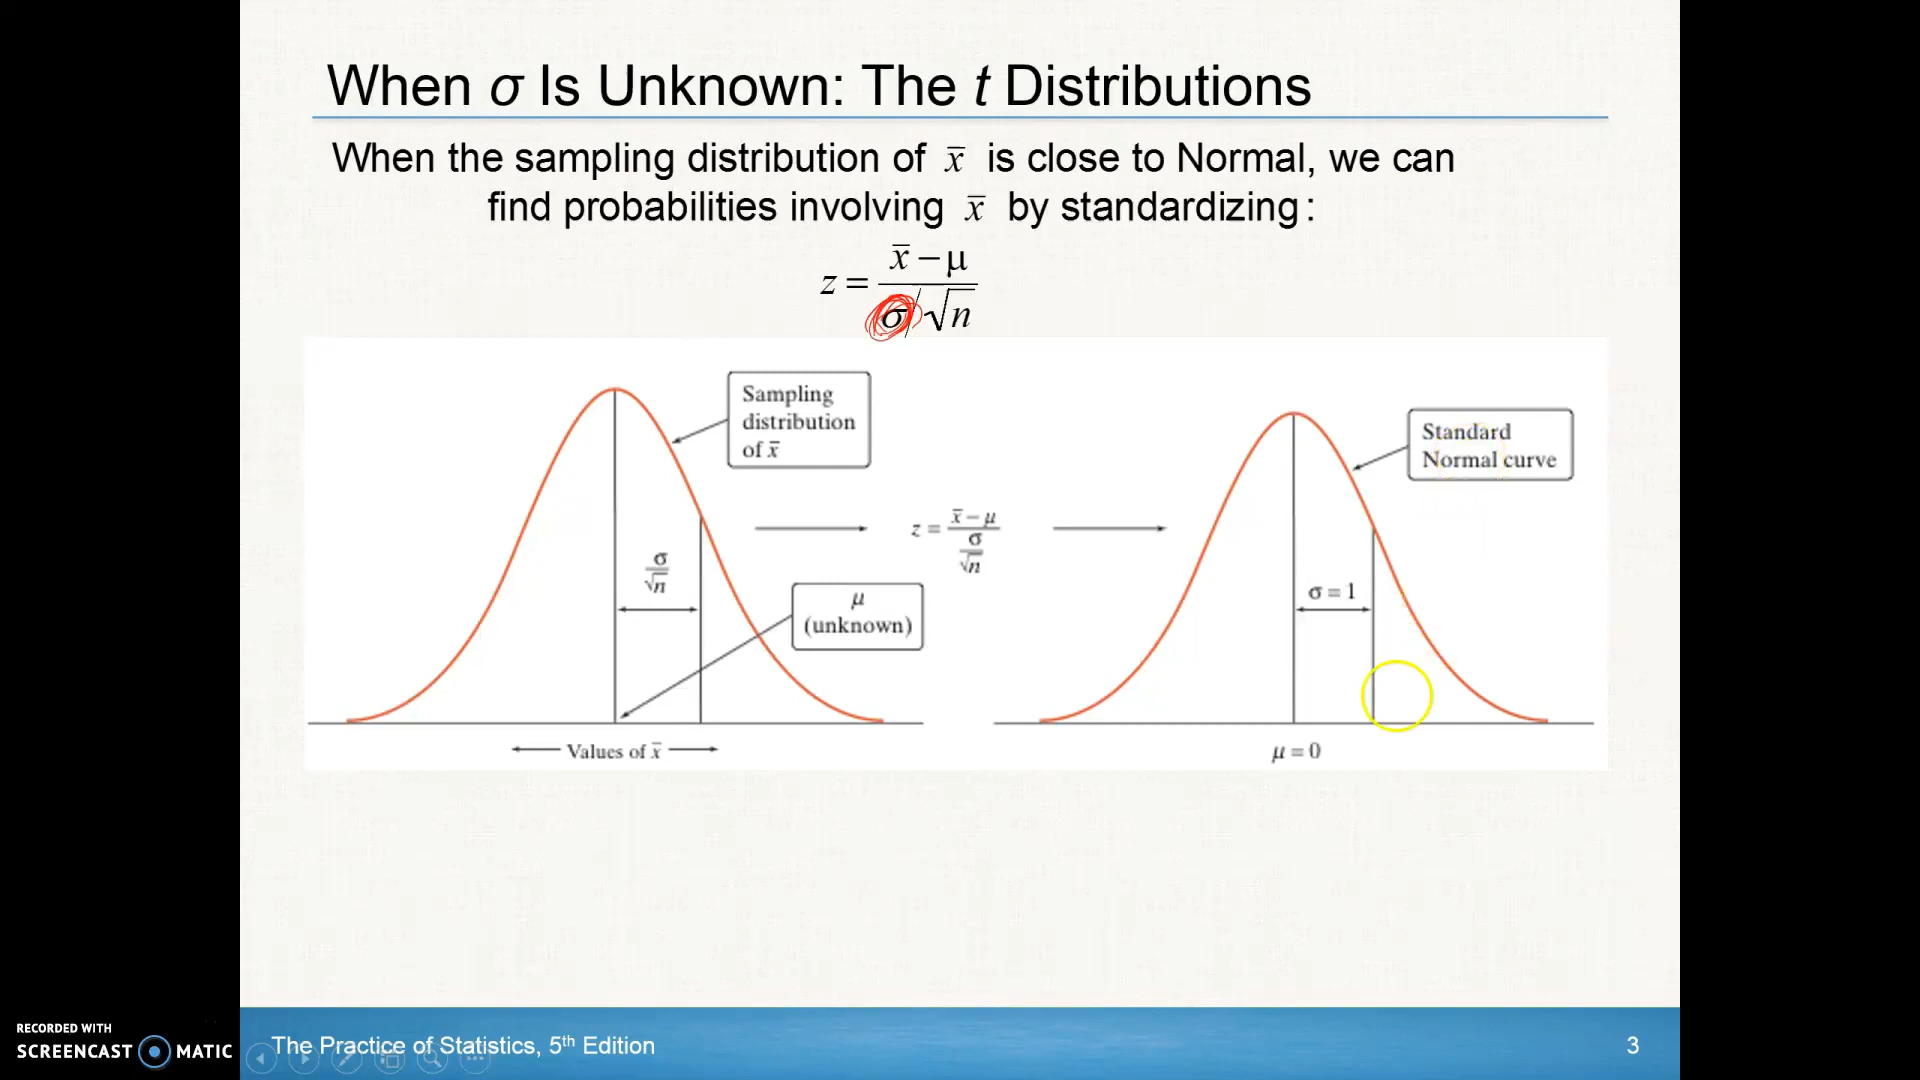 When σ Is Unknown: The t Distributions
When the sampling distribution of x̄ is close to Normal, we can
find probabilities involving x̄ by standardizing:
z = (x̄ − μ) / (σ/√n)
Sampling
distribution
of x̄
Standard
Normal curve
z = (x̄ − μ) / (σ/√n)
σ/√n
μ
(unknown)
σ = 1
Values of x̄
μ = 0
RECORDED WITH
SCREENCAST MATIC
The Practice of Statistics, 5th Edition
3